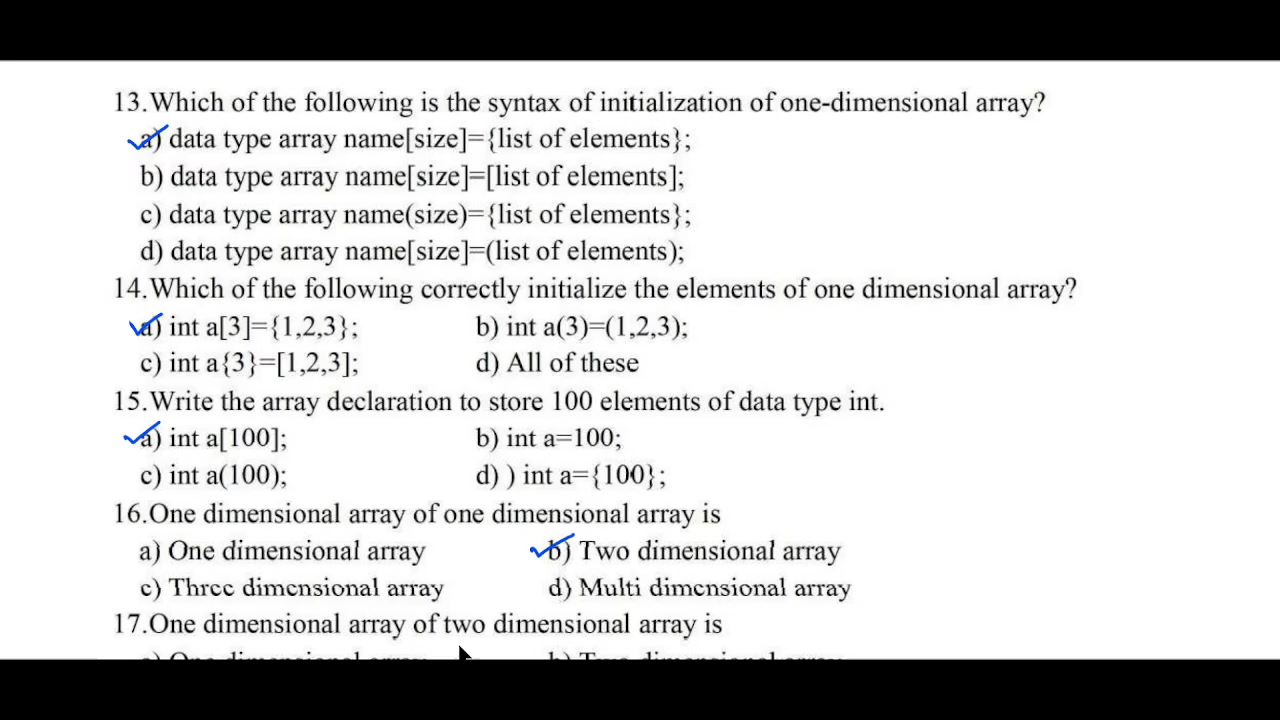 13.Which of the following is the syntax of initialization of one-dimensional array?
a) data type array name[size]={list of elements};
b) data type array name[size]=[list of elements];
c) data type array name(size)={list of elements};
d) data type array name[size]=(list of elements);
14.Which of the following correctly initialize the elements of one dimensional array?
a) int a[3]={1,2,3}; b) int a(3)=(1,2,3);
c) int a{3}=[1,2,3]; d) All of these
15.Write the array declaration to store 100 elements of data type int.
a) int a[100]; b) int a=100;
c) int a(100); d) ) int a={100};
16.One dimensional array of one dimensional array is
a) One dimensional array b) Two dimensional array
c) Three dimensional array d) Multi dimensional array
17.One dimensional array of two dimensional array is
a) One dimensional array b) Two dimensional array